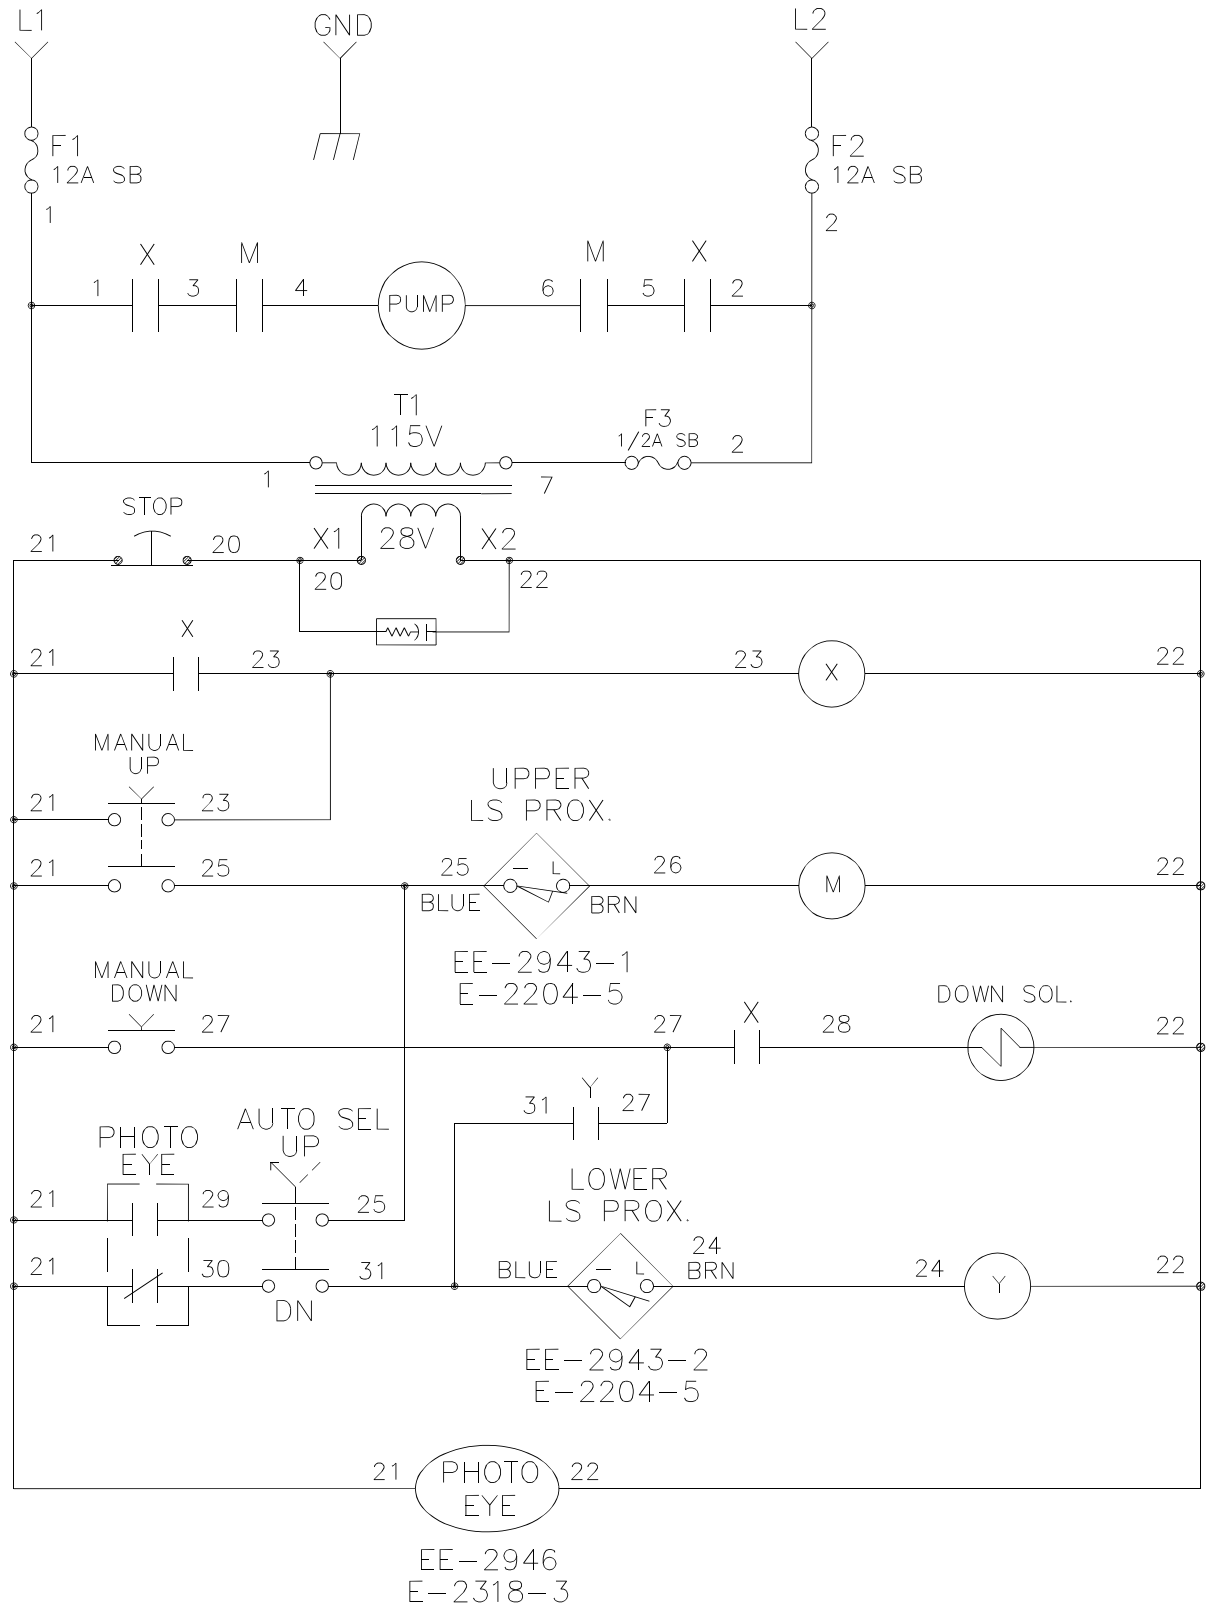 L1
GND
L2
F1
12A SB
F2
12A SB
1
2
X
M
M
X
1
3
4
PUMP
6
5
2
T1
115V
F3
1/2A SB
2
1
7
STOP
21
20
X1
28V
X2
20
22
X
21
23
23
X
22
MANUAL
UP
21
23
UPPER
LS PROX.
21
25
25
BLUE
L
BRN
26
M
22
EE-2943-1
E-2204-5
MANUAL
DOWN
21
27
27
X
28
DOWN SOL.
22
31
Y
27
PHOTO
EYE
AUTO SEL
UP
21
29
25
LOWER
LS PROX.
21
30
DN
31
BLUE
L
24
BRN
24
Y
22
EE-2943-2
E-2204-5
21
PHOTO
EYE
22
EE-2946
E-2318-3